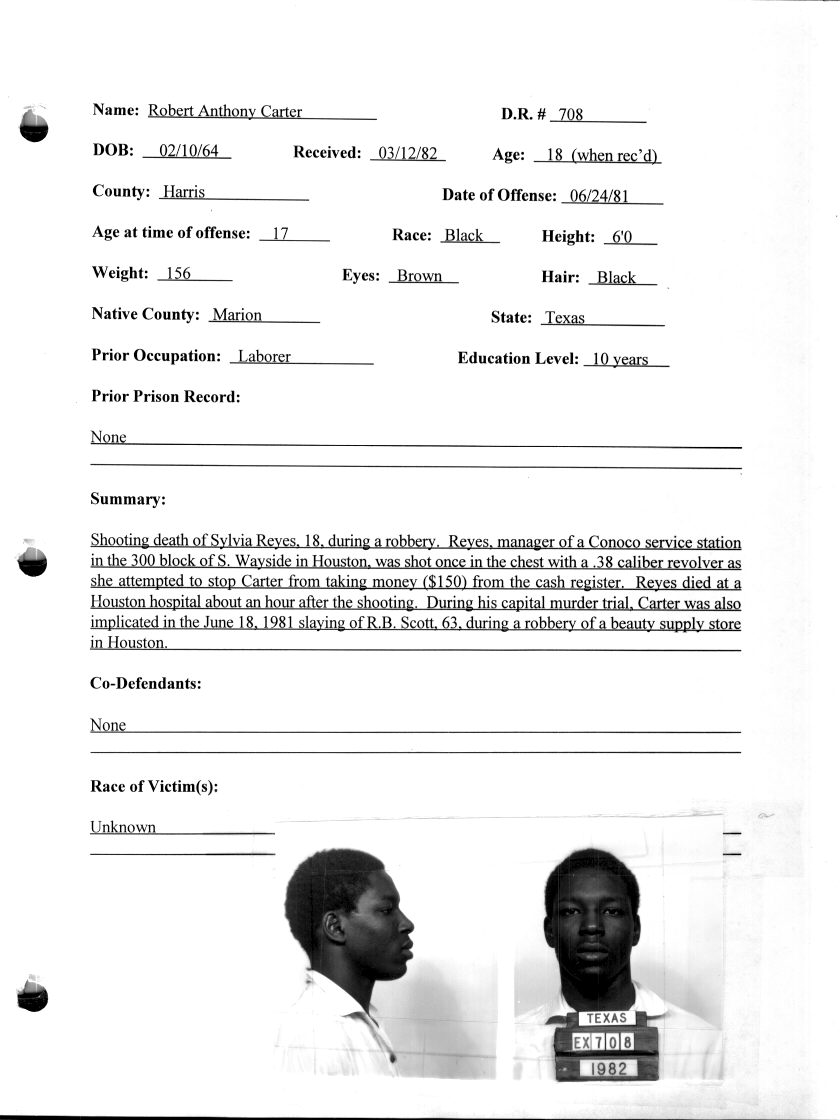 Name: Robert Anthony Carter D.R. # 708
DOB: 02/10/64 Received: 03/12/82 Age: 18 (when rec'd)
County: Harris Date of Offense: 06/24/81
Age at time of offense: 17 Race: Black Height: 6'0
Weight: 156 Eyes: Brown Hair: Black
Native County: Marion State: Texas
Prior Occupation: Laborer Education Level: 10 years
Prior Prison Record:
None
Summary:
Shooting death of Sylvia Reyes, 18, during a robbery. Reyes, manager of a Conoco service station
in the 300 block of S. Wayside in Houston, was shot once in the chest with a .38 caliber revolver as
she attempted to stop Carter from taking money ($150) from the cash register. Reyes died at a
Houston hospital about an hour after the shooting. During his capital murder trial, Carter was also
implicated in the June 18, 1981 slaying of R.B. Scott, 63, during a robbery of a beauty supply store
in Houston.
Co-Defendants:
None
Race of Victim(s):
Unknown
TEXAS
EX708
1982